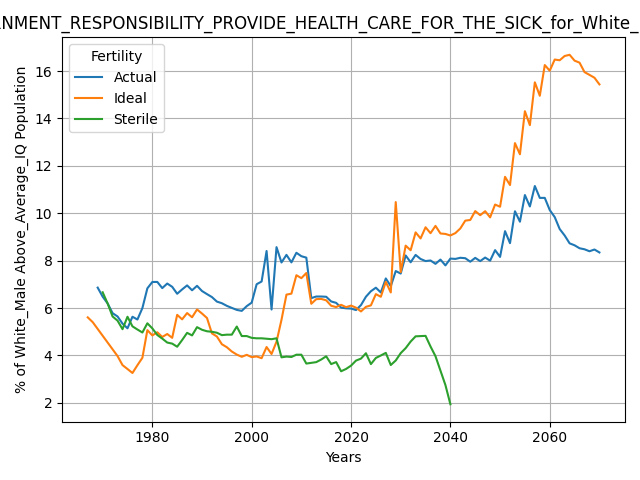 NMENT_RESPONSIBILITY_PROVIDE_HEALTH_CARE_FOR_THE_SICK_for_White_
Fertility
Actual
Ideal
Sterile
% of White_Male Above_Average_IQ Population
16
14
12
10
8
6
4
2
1980
2000
2020
2040
2060
Years